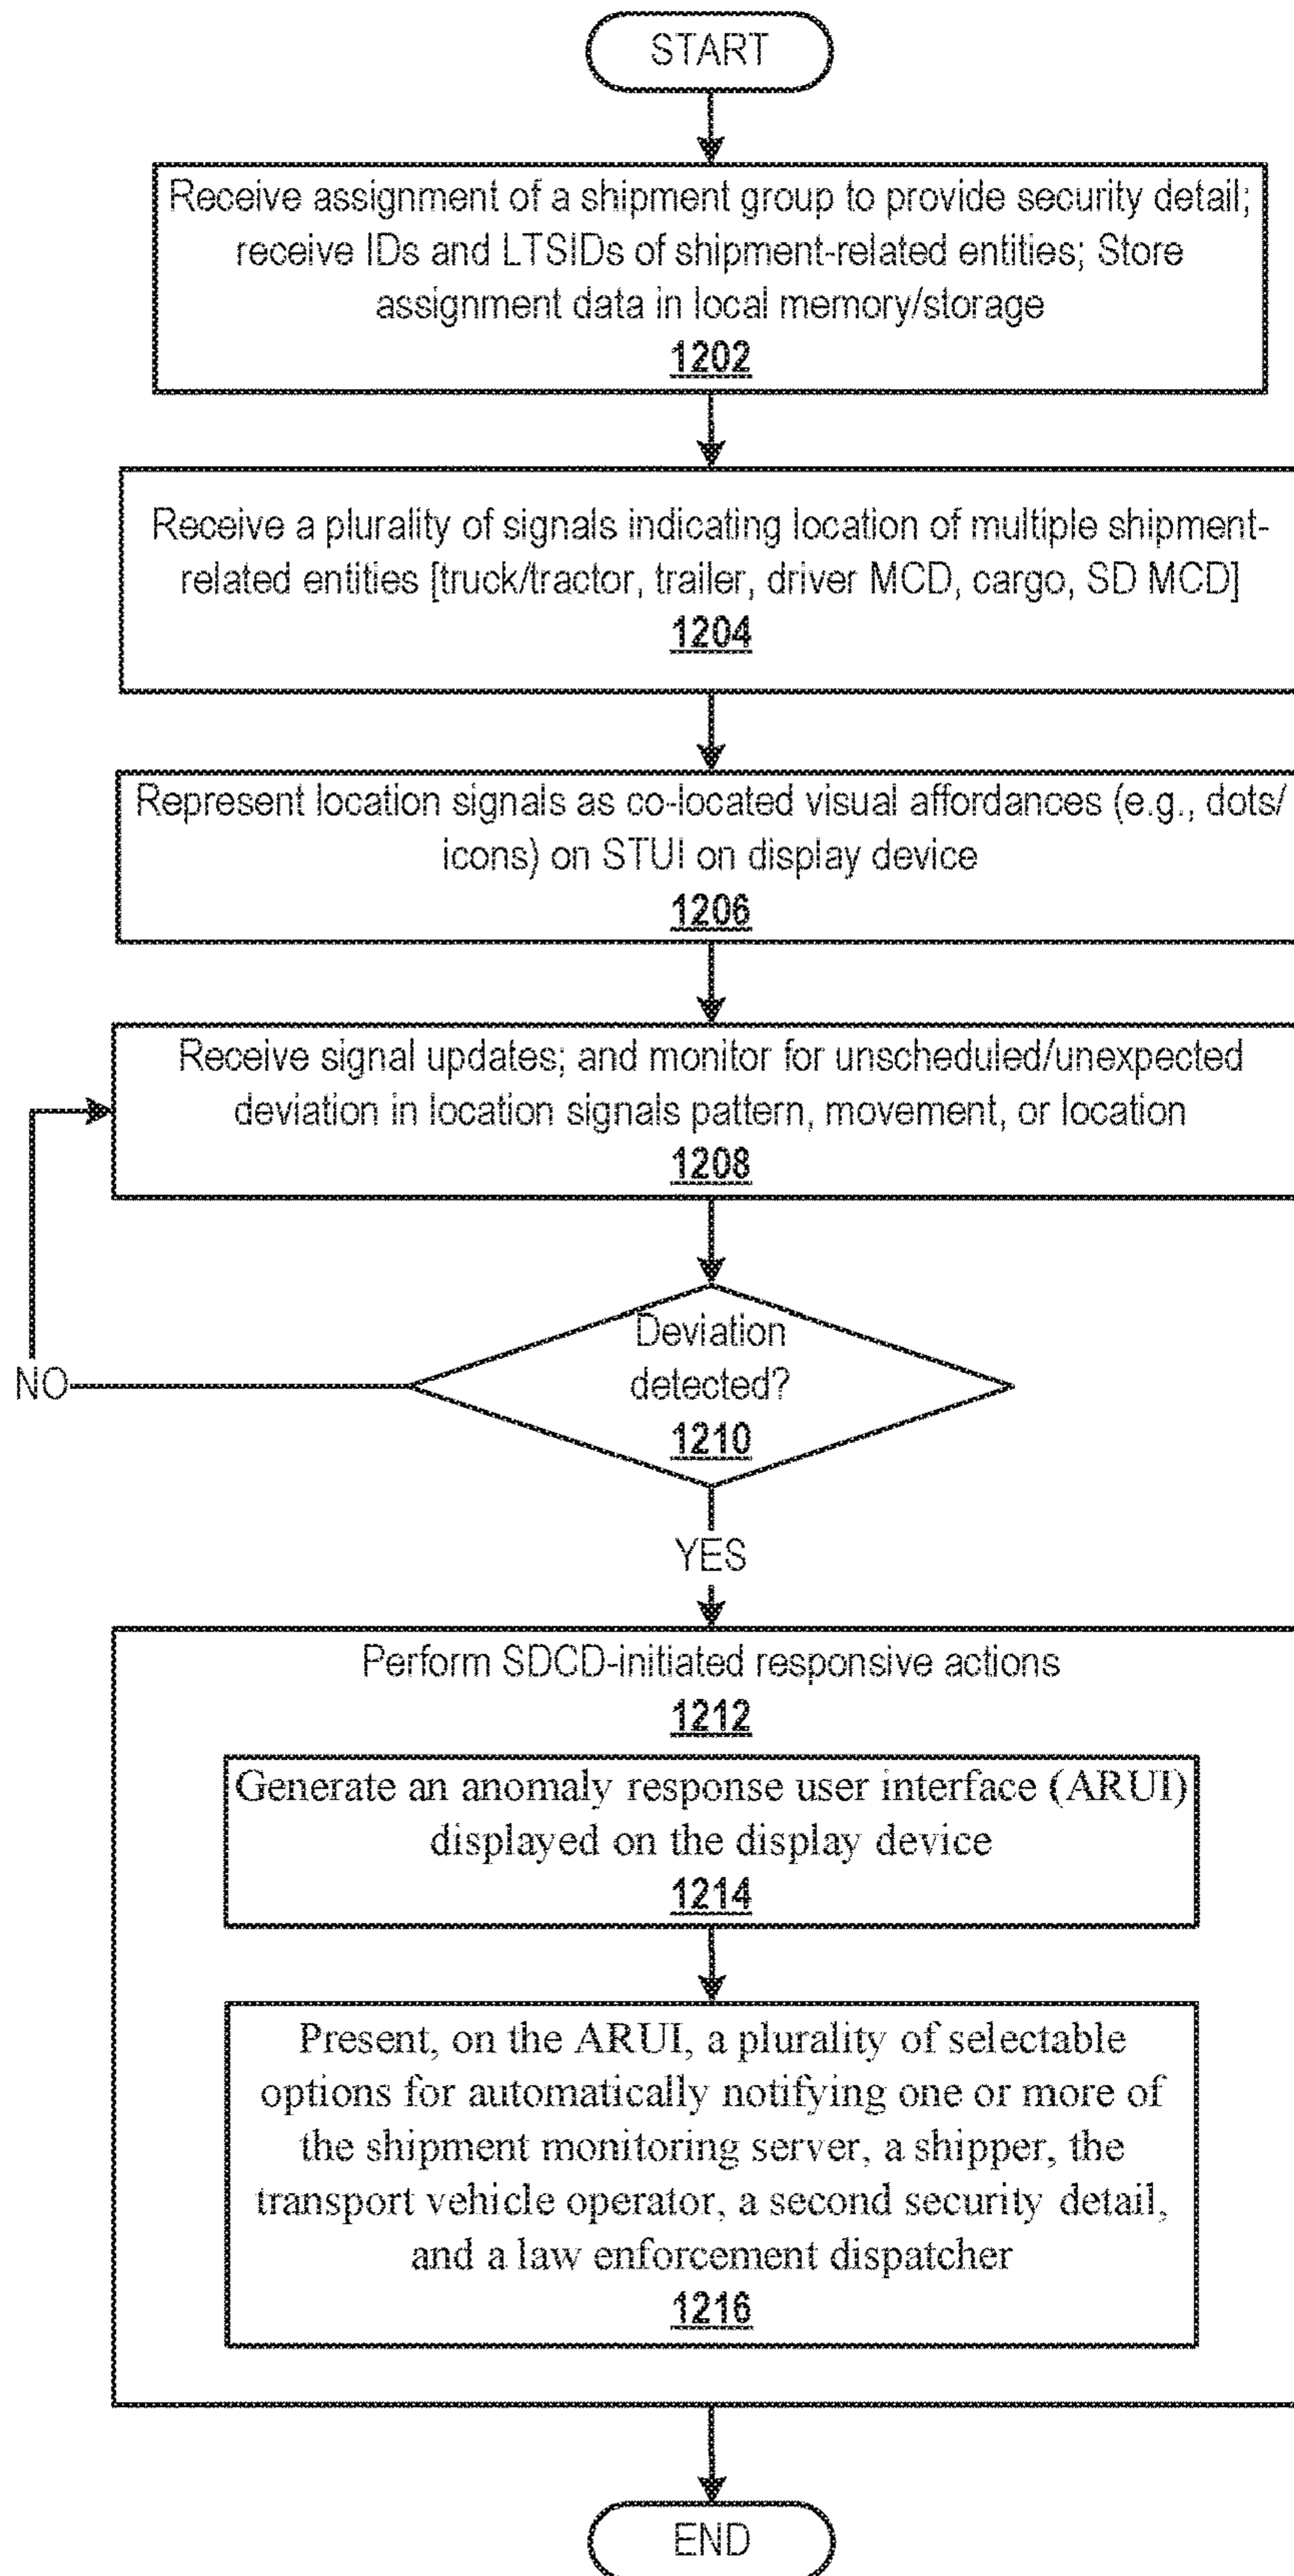 START
Receive assignment of a shipment group to provide security detail;
receive IDs and LTSIDs of shipment-related entities; Store
assignment data in local memory/storage
1202
Receive a plurality of signals indicating location of multiple shipment-
related entities [truck/tractor, trailer, driver MCD, cargo, SD MCD]
1204
Represent location signals as co-located visual affordances (e.g., dots/
icons) on STUI on display device
1206
Receive signal updates; and monitor for unscheduled/unexpected
deviation in location signals pattern, movement, or location
1208
Deviation
detected?
1210
NO
YES
Perform SDCD-initiated responsive actions
1212
Generate an anomaly response user interface (ARUI)
displayed on the display device
1214
Present, on the ARUI, a plurality of selectable
options for automatically notifying one or more of
the shipment monitoring server, a shipper, the
transport vehicle operator, a second security detail,
and a law enforcement dispatcher
1216
END